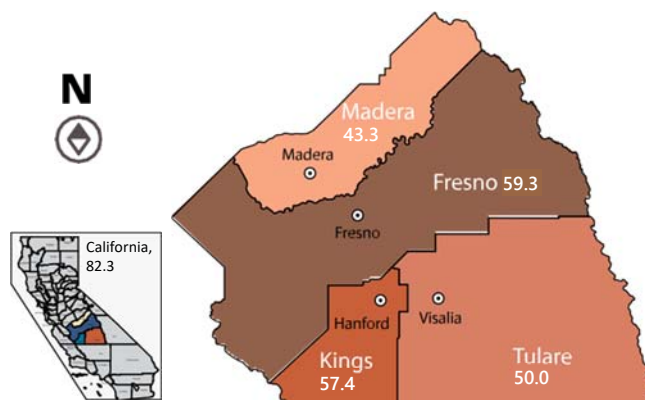 N
Madera
43.3
Madera
Fresno 59.3
Fresno
California,
82.3
Hanford
Visalia
Kings
57.4
Tulare
50.0